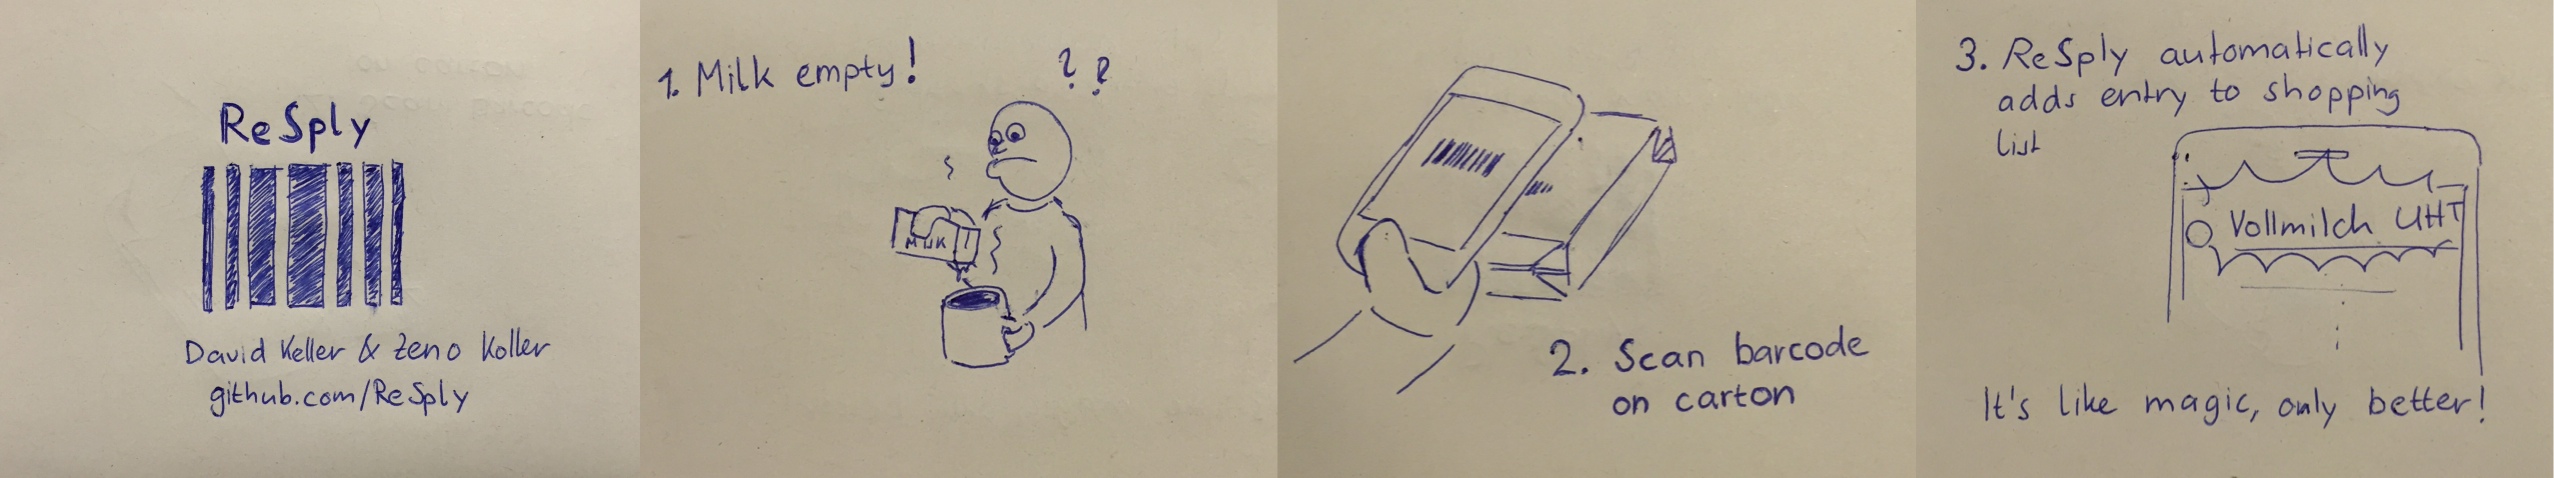 ReSply
David Keller & Zeno Koller
github.com/ReSply
1. Milk empty!
? ?
MILK
2. Scan barcode
on carton
3. ReSply automatically
adds entry to shopping
list
Vollmilch UHT
It's like magic, only better!